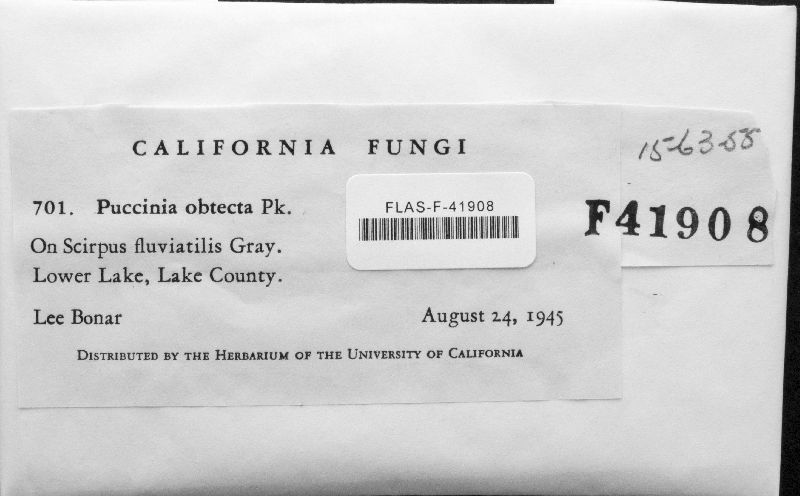 CALIFORNIA FUNGI
701. Puccinia obtecta Pk.
On Scirpus fluviatilis Gray.
Lower Lake, Lake County.
Lee Bonar August 24, 1945
DISTRIBUTED BY THE HERBARIUM OF THE UNIVERSITY OF CALIFORNIA
FLAS-F-41908
F41908